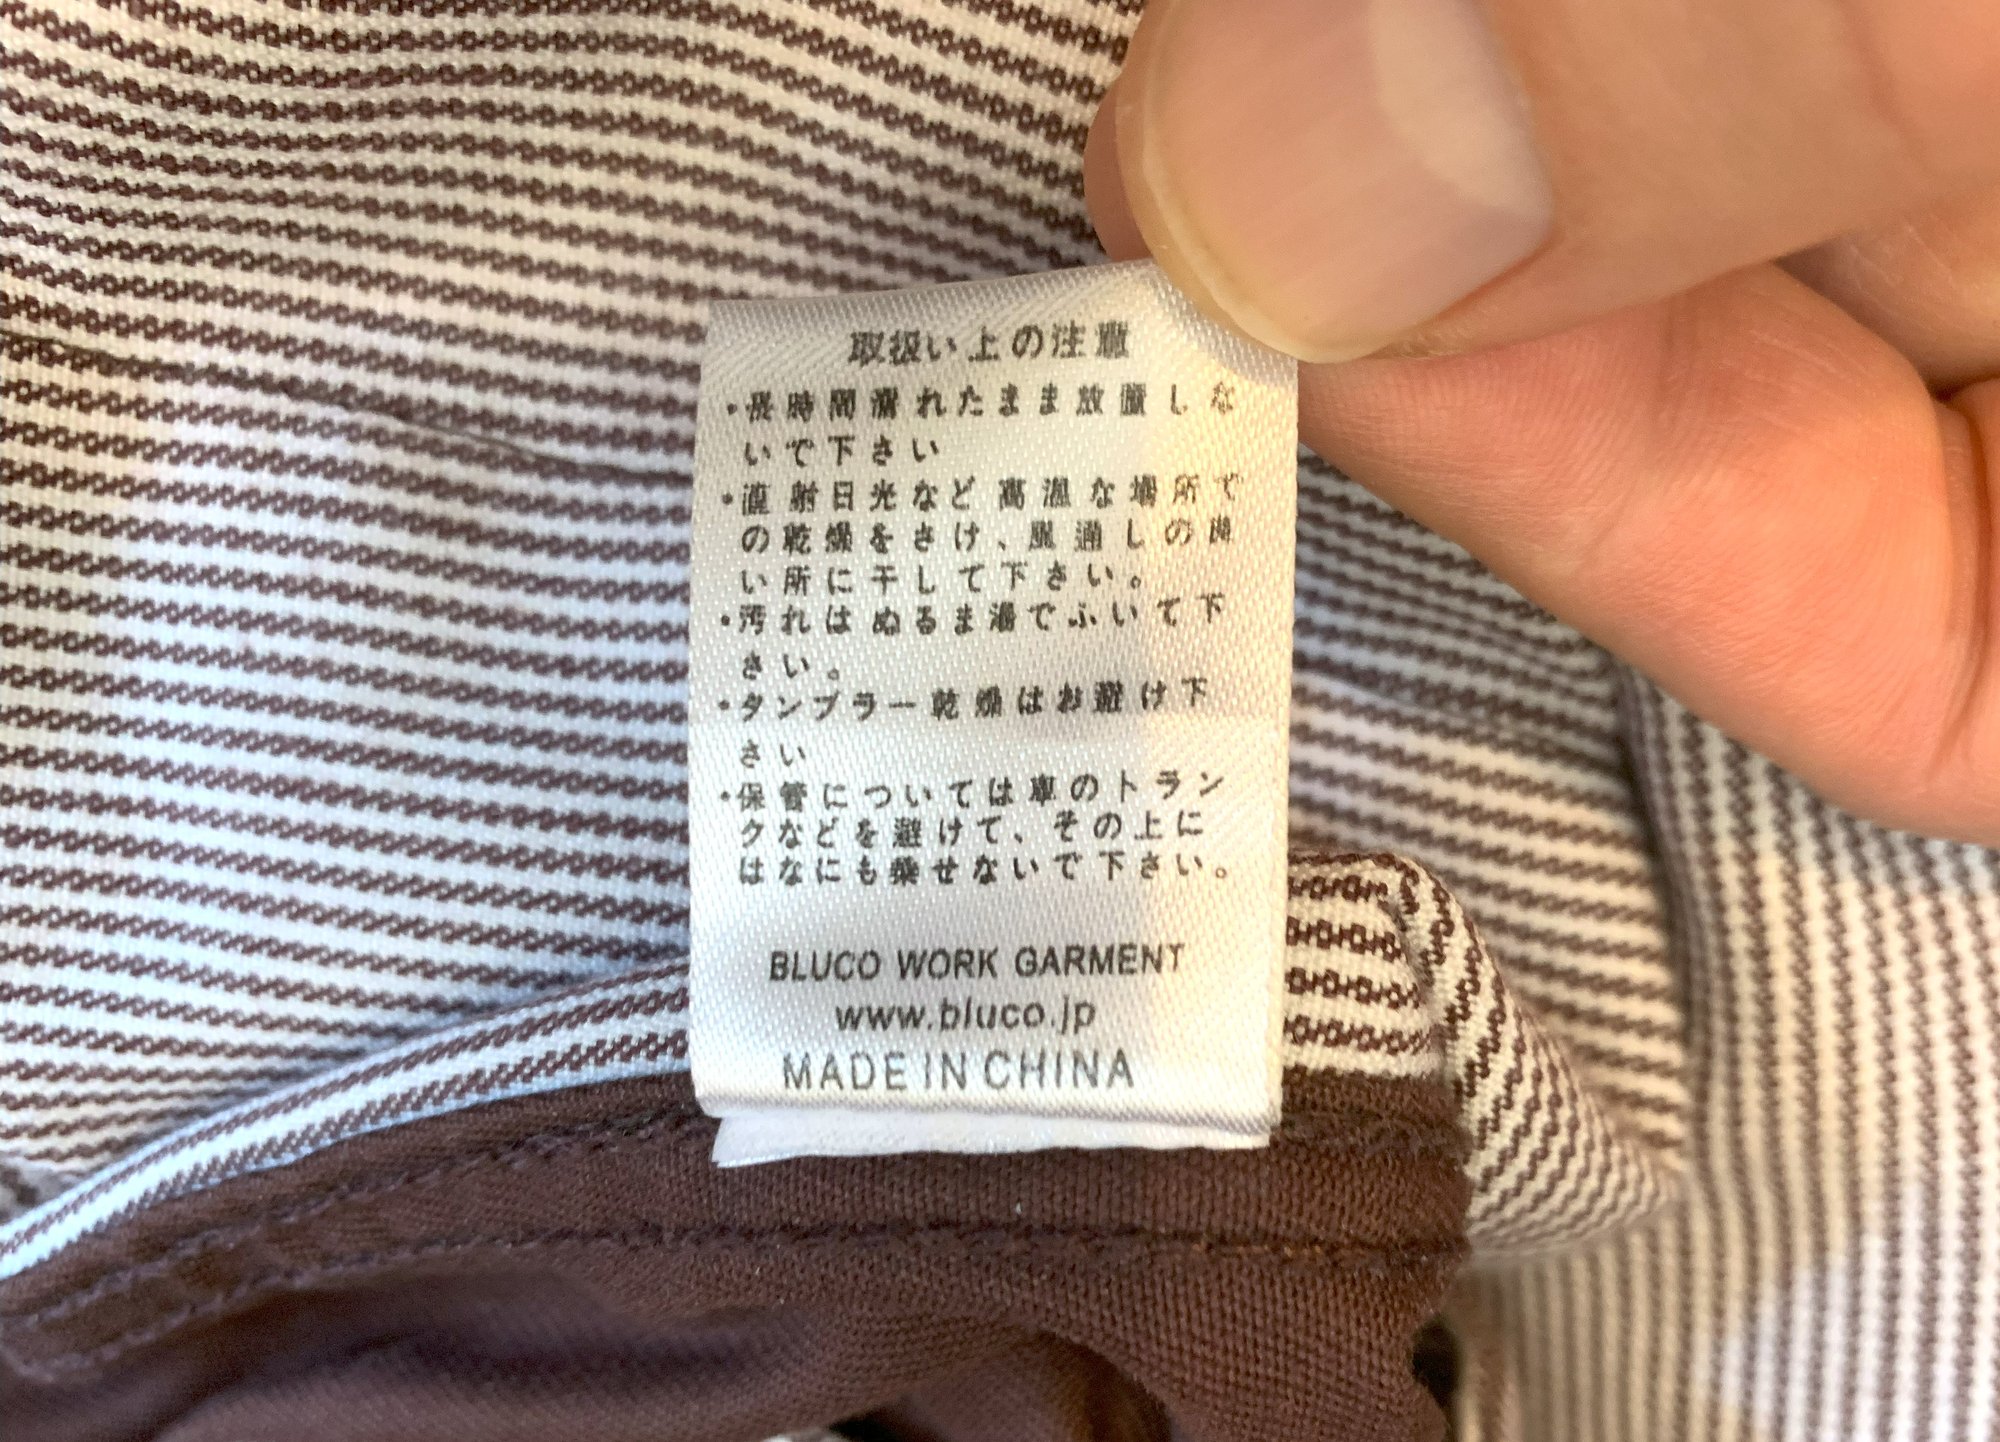 取扱い上の注意
・長時間濡れたまま放置しな
いで下さい
・直射日光など高温な場所で
の乾燥をさけ、風通しの良
い所に干して下さい。
・汚れはぬるま湯でふいて下
さい。
・タンブラー乾燥はお避け下
さい
・保管については車のトラン
クなどを避けて、その上に
はなにも乗せないで下さい。
BLUCO WORK GARMENT
www.bluco.jp
MADE IN CHINA